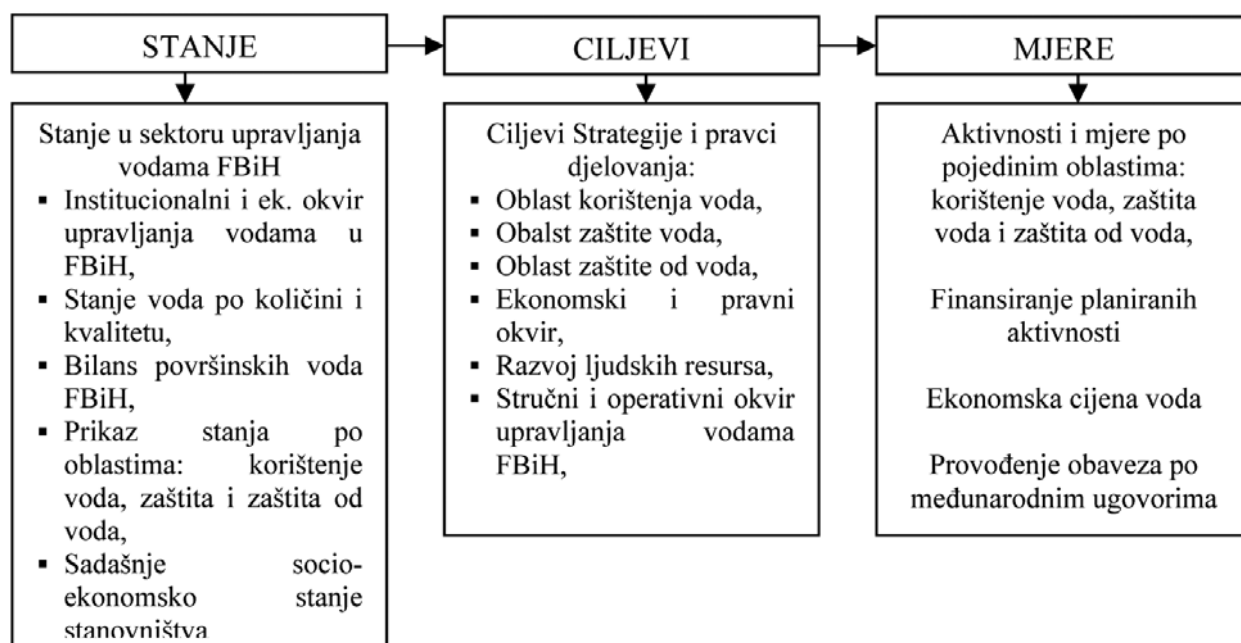 STANJE
CILJEVI
MJERE
Stanje u sektoru upravljanja
vodama FBiH
▪ Institucionalni i ek. okvir
upravljanja vodama u
FBiH,
▪ Stanje voda po količini i
kvalitetu,
▪ Bilans površinskih voda
FBiH,
▪ Prikaz stanja po
oblastima: korištenje
voda, zaštita i zaštita od
voda,
▪ Sadašnje socio-
ekonomsko stanje
stanovništva
Ciljevi Strategije i pravci
djelovanja:
▪ Oblast korištenja voda,
▪ Obalst zaštite voda,
▪ Oblast zaštite od voda,
▪ Ekonomski i pravni
okvir,
▪ Razvoj ljudskih resursa,
▪ Stručni i operativni okvir
upravljanja vodama
FBiH,
Aktivnosti i mjere po
pojedinim oblastima:
korištenje voda, zaštita
voda i zaštita od voda,
Finansiranje planiranih
aktivnosti
Ekonomska cijena voda
Provođenje obaveza po
međunarodnim ugovorima